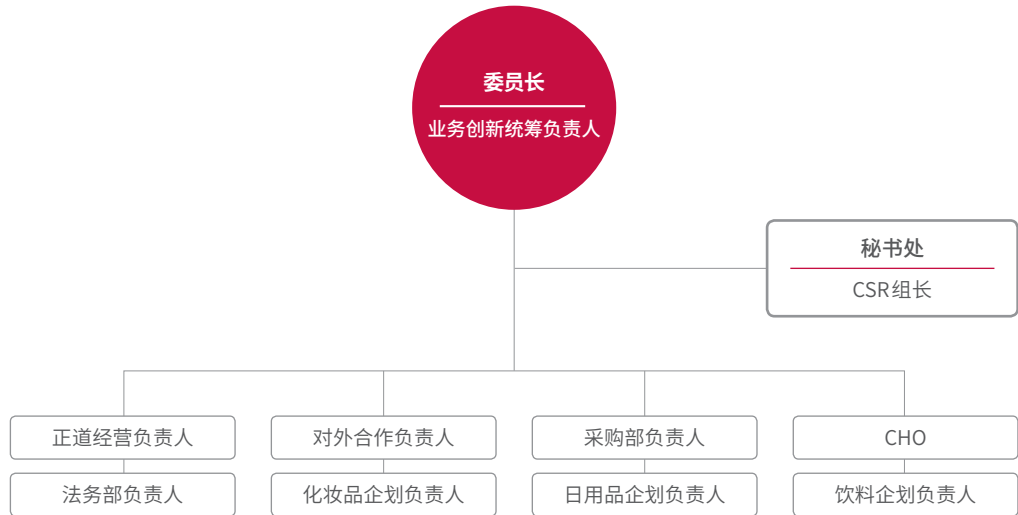 委员长
业务创新统筹负责人
秘书处
CSR组长
正道经营负责人
对外合作负责人
采购部负责人
CHO
法务部负责人
化妆品企划负责人
日用品企划负责人
饮料企划负责人